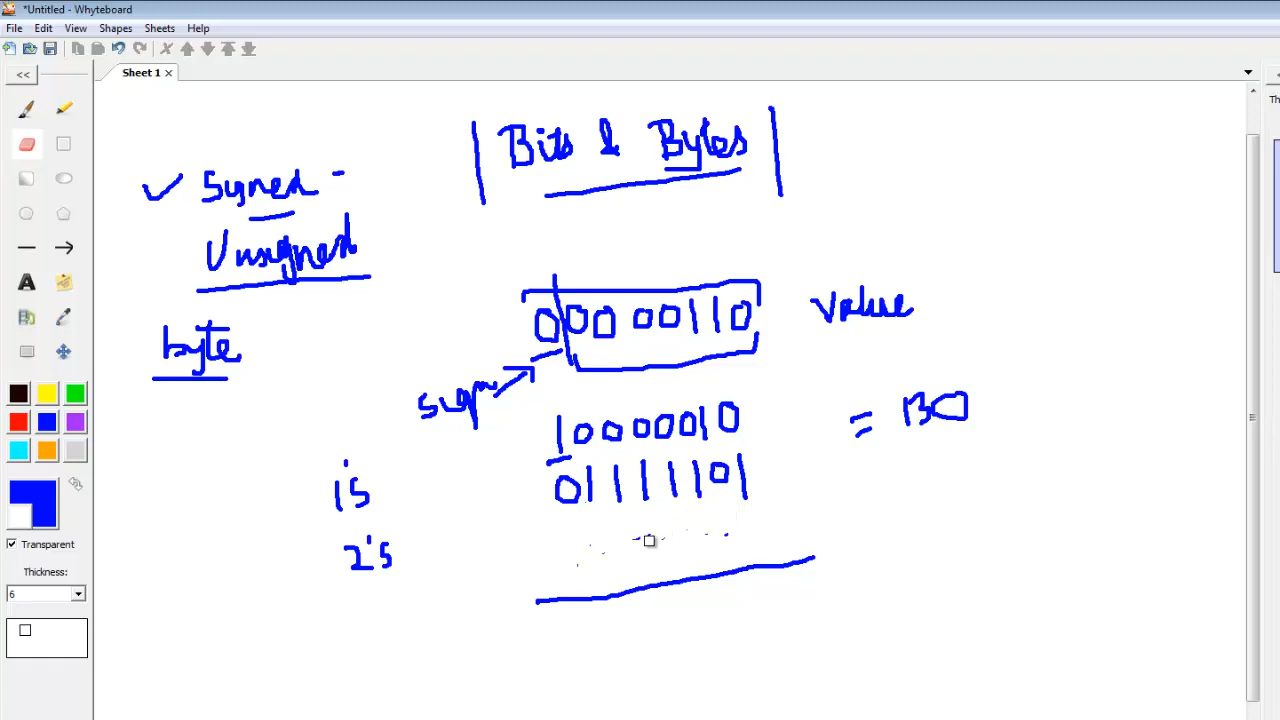 *Untitled - Whyteboard
File Edit View Shapes Sheets Help
<<
Sheet 1
Bits & Bytes
Signed -
Unsigned
00000110 value
byte
sign
10000010 = 130
1's 01111101
2's
Transparent
Thickness:
6